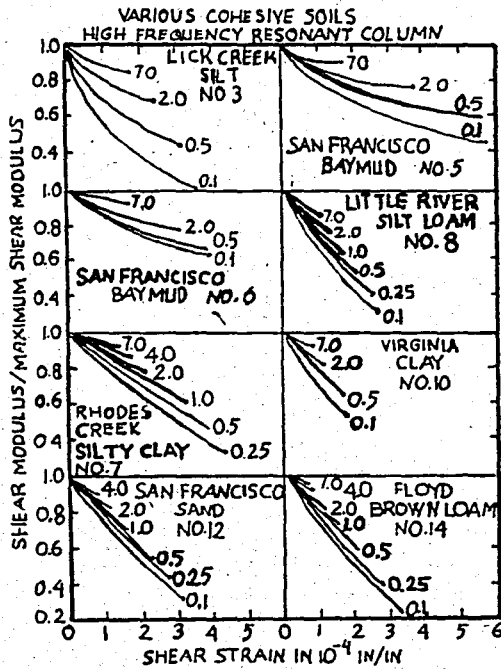 VARIOUS COHESIVE SOILS
HIGH FREQUENCY RESONANT COLUMN
SHEAR MODULUS/MAXIMUM SHEAR MODULUS
1.0
0.8
0.6
0.4
LICK CREEK
SILT
NO 3
7.0
2.0
0.5
0.1
7.0
2.0
0.5
0.1
SAN FRANCISCO
BAY MUD NO. 5
1.0
0.8
0.6
0.4
7.0
2.0
0.5
0.1
SAN FRANCISCO
BAY MUD NO. 6
LITTLE RIVER
SILT LOAM
NO. 8
7.0
2.0
1.0
0.5
0.25
0.1
1.0
0.8
0.6
0.4
7.0
4.0
2.0
1.0
0.5
0.25
RHODES
CREEK
SILTY CLAY
NO. 7
VIRGINIA
CLAY
NO. 10
7.0
2.0
0.5
0.1
1.0
0.8
0.6
0.4
0.2
4.0
2.0
1.0
0.5
0.25
0.1
SAN FRANCISCO
SAND
NO. 12
7.0
4.0
2.0
1.0
0.5
0.25
0.1
FLOYD
BROWN LOAM
NO. 14
0 1 2 3 4 5 0 1 2 3 4 5 6
SHEAR STRAIN IN 10⁻⁴ IN/IN